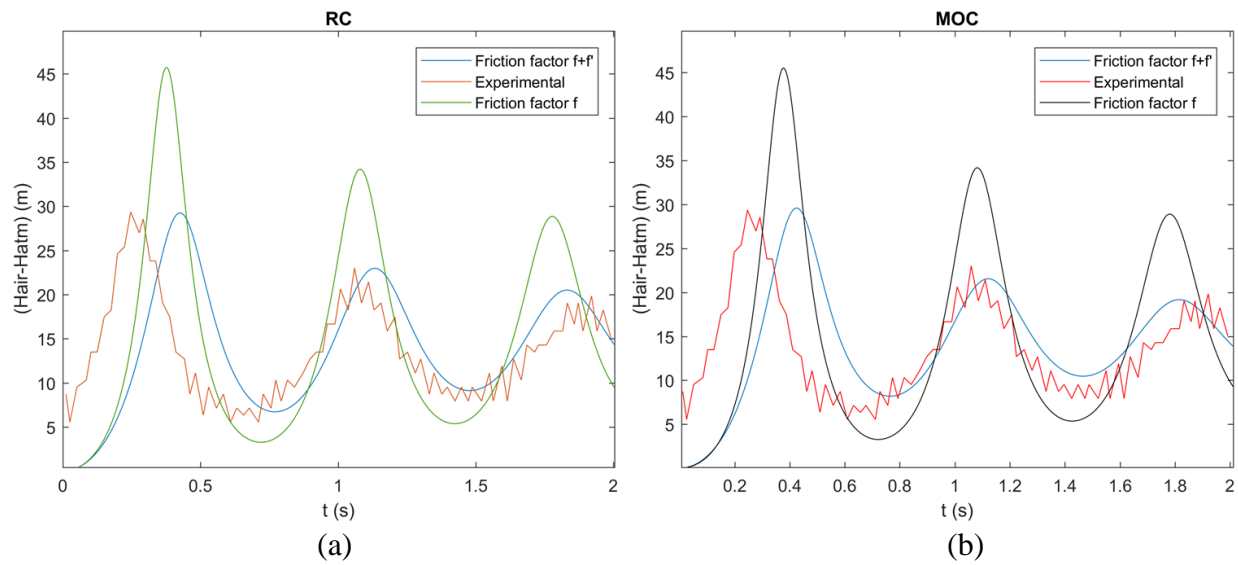 RC
(Hair-Hatm) (m)
45
40
35
30
25
20
15
10
5
0
0.5
1
1.5
2
t (s)
Friction factor f+f'
Experimental
Friction factor f
(a)
MOC
(Hair-Hatm) (m)
45
40
35
30
25
20
15
10
5
0.2
0.4
0.6
0.8
1
1.2
1.4
1.6
1.8
2
t (s)
Friction factor f+f'
Experimental
Friction factor f
(b)